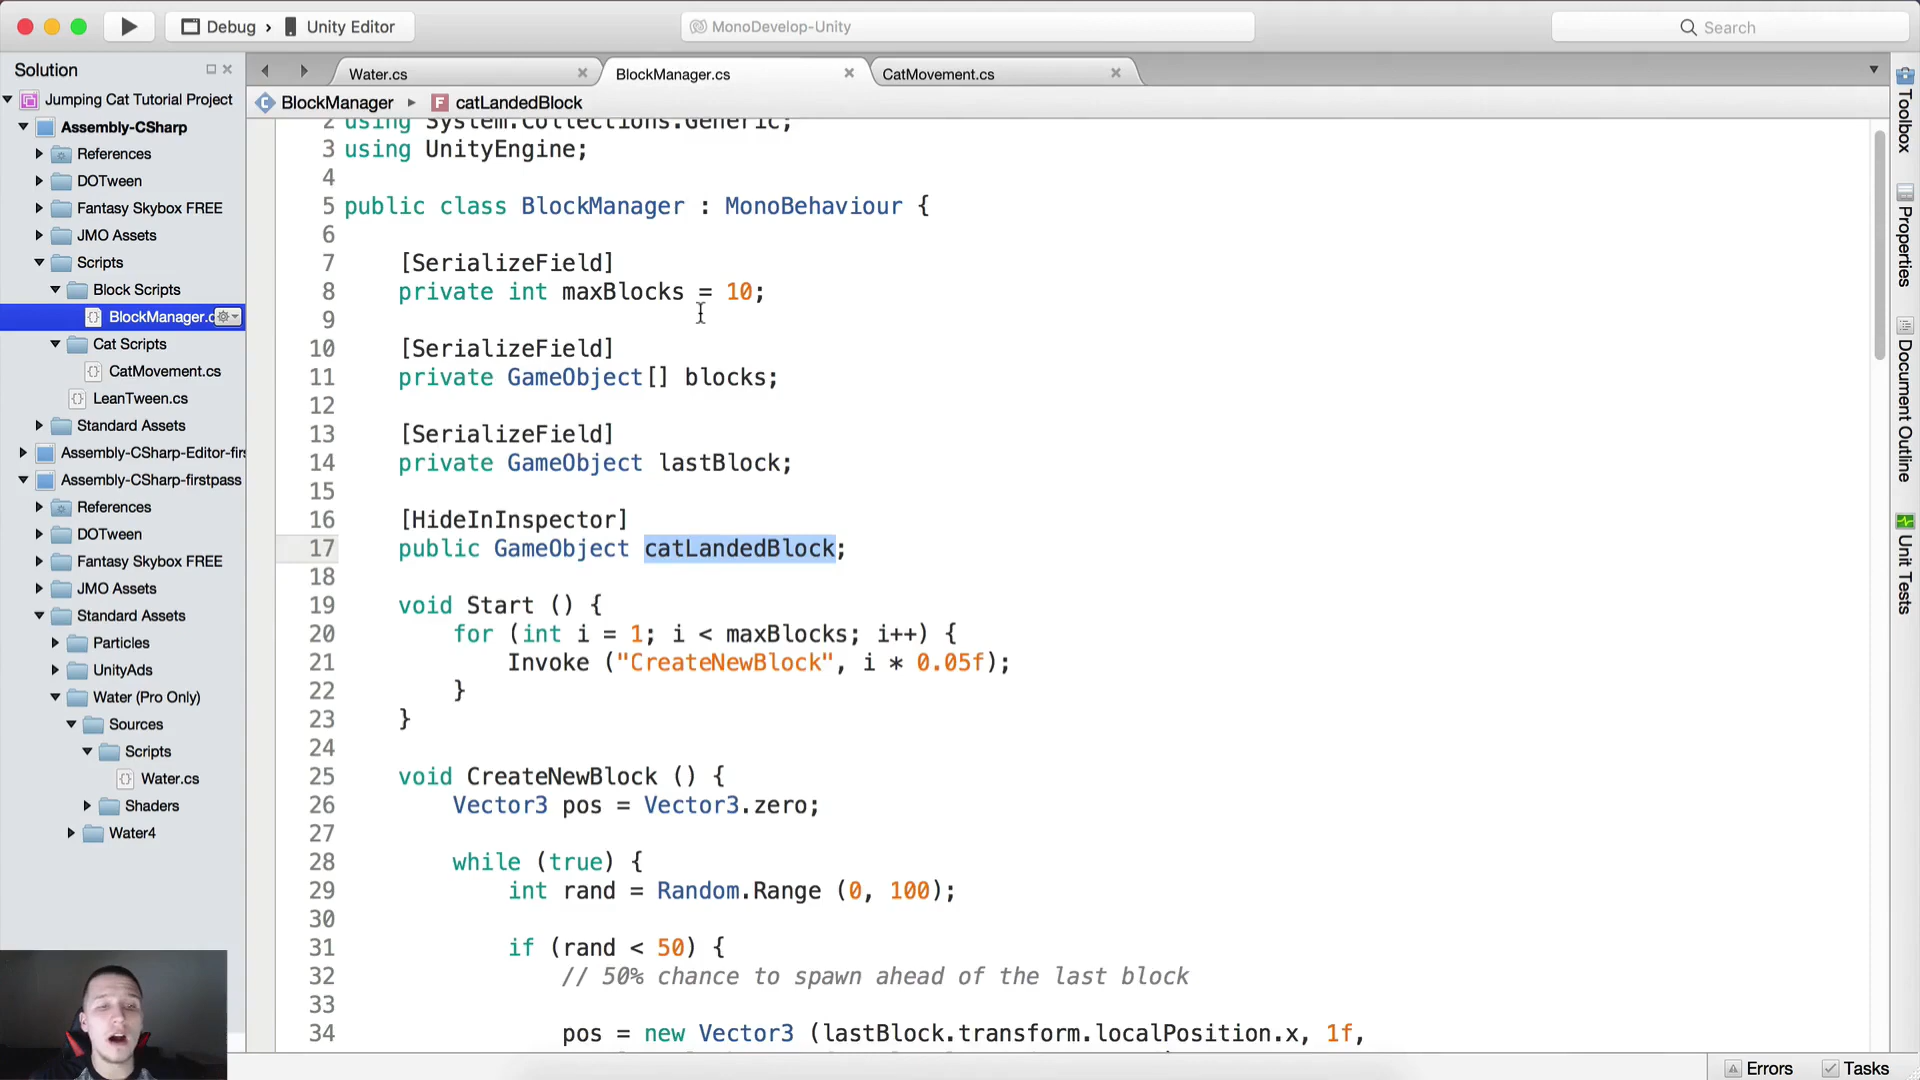 Debug › Unity Editor
MonoDevelop-Unity
Search
Solution
Water.cs
BlockManager.cs
CatMovement.cs
BlockManager
catLandedBlock
Jumping Cat Tutorial Project
Assembly-CSharp
References
DOTween
Fantasy Skybox FREE
JMO Assets
Scripts
Block Scripts
BlockManager.c
Cat Scripts
CatMovement.cs
LeanTween.cs
Standard Assets
Assembly-CSharp-Editor-firs
Assembly-CSharp-firstpass
References
DOTween
Fantasy Skybox FREE
JMO Assets
Standard Assets
Particles
UnityAds
Water (Pro Only)
Sources
Scripts
Water.cs
Shaders
Water4
2 using System.Collections.Generic;
3 using UnityEngine;
4
5 public class BlockManager : MonoBehaviour {
6
7 [SerializeField]
8 private int maxBlocks = 10;
9
10 [SerializeField]
11 private GameObject[] blocks;
12
13 [SerializeField]
14 private GameObject lastBlock;
15
16 [HideInInspector]
17 public GameObject catLandedBlock;
18
19 void Start () {
20 for (int i = 1; i < maxBlocks; i++) {
21 Invoke ("CreateNewBlock", i * 0.05f);
22 }
23 }
24
25 void CreateNewBlock () {
26 Vector3 pos = Vector3.zero;
27
28 while (true) {
29 int rand = Random.Range (0, 100);
30
31 if (rand < 50) {
32 // 50% chance to spawn ahead of the last block
33
34 pos = new Vector3 (lastBlock.transform.localPosition.x, 1f,
Toolbox
Properties
Document Outline
Unit Tests
Errors
Tasks